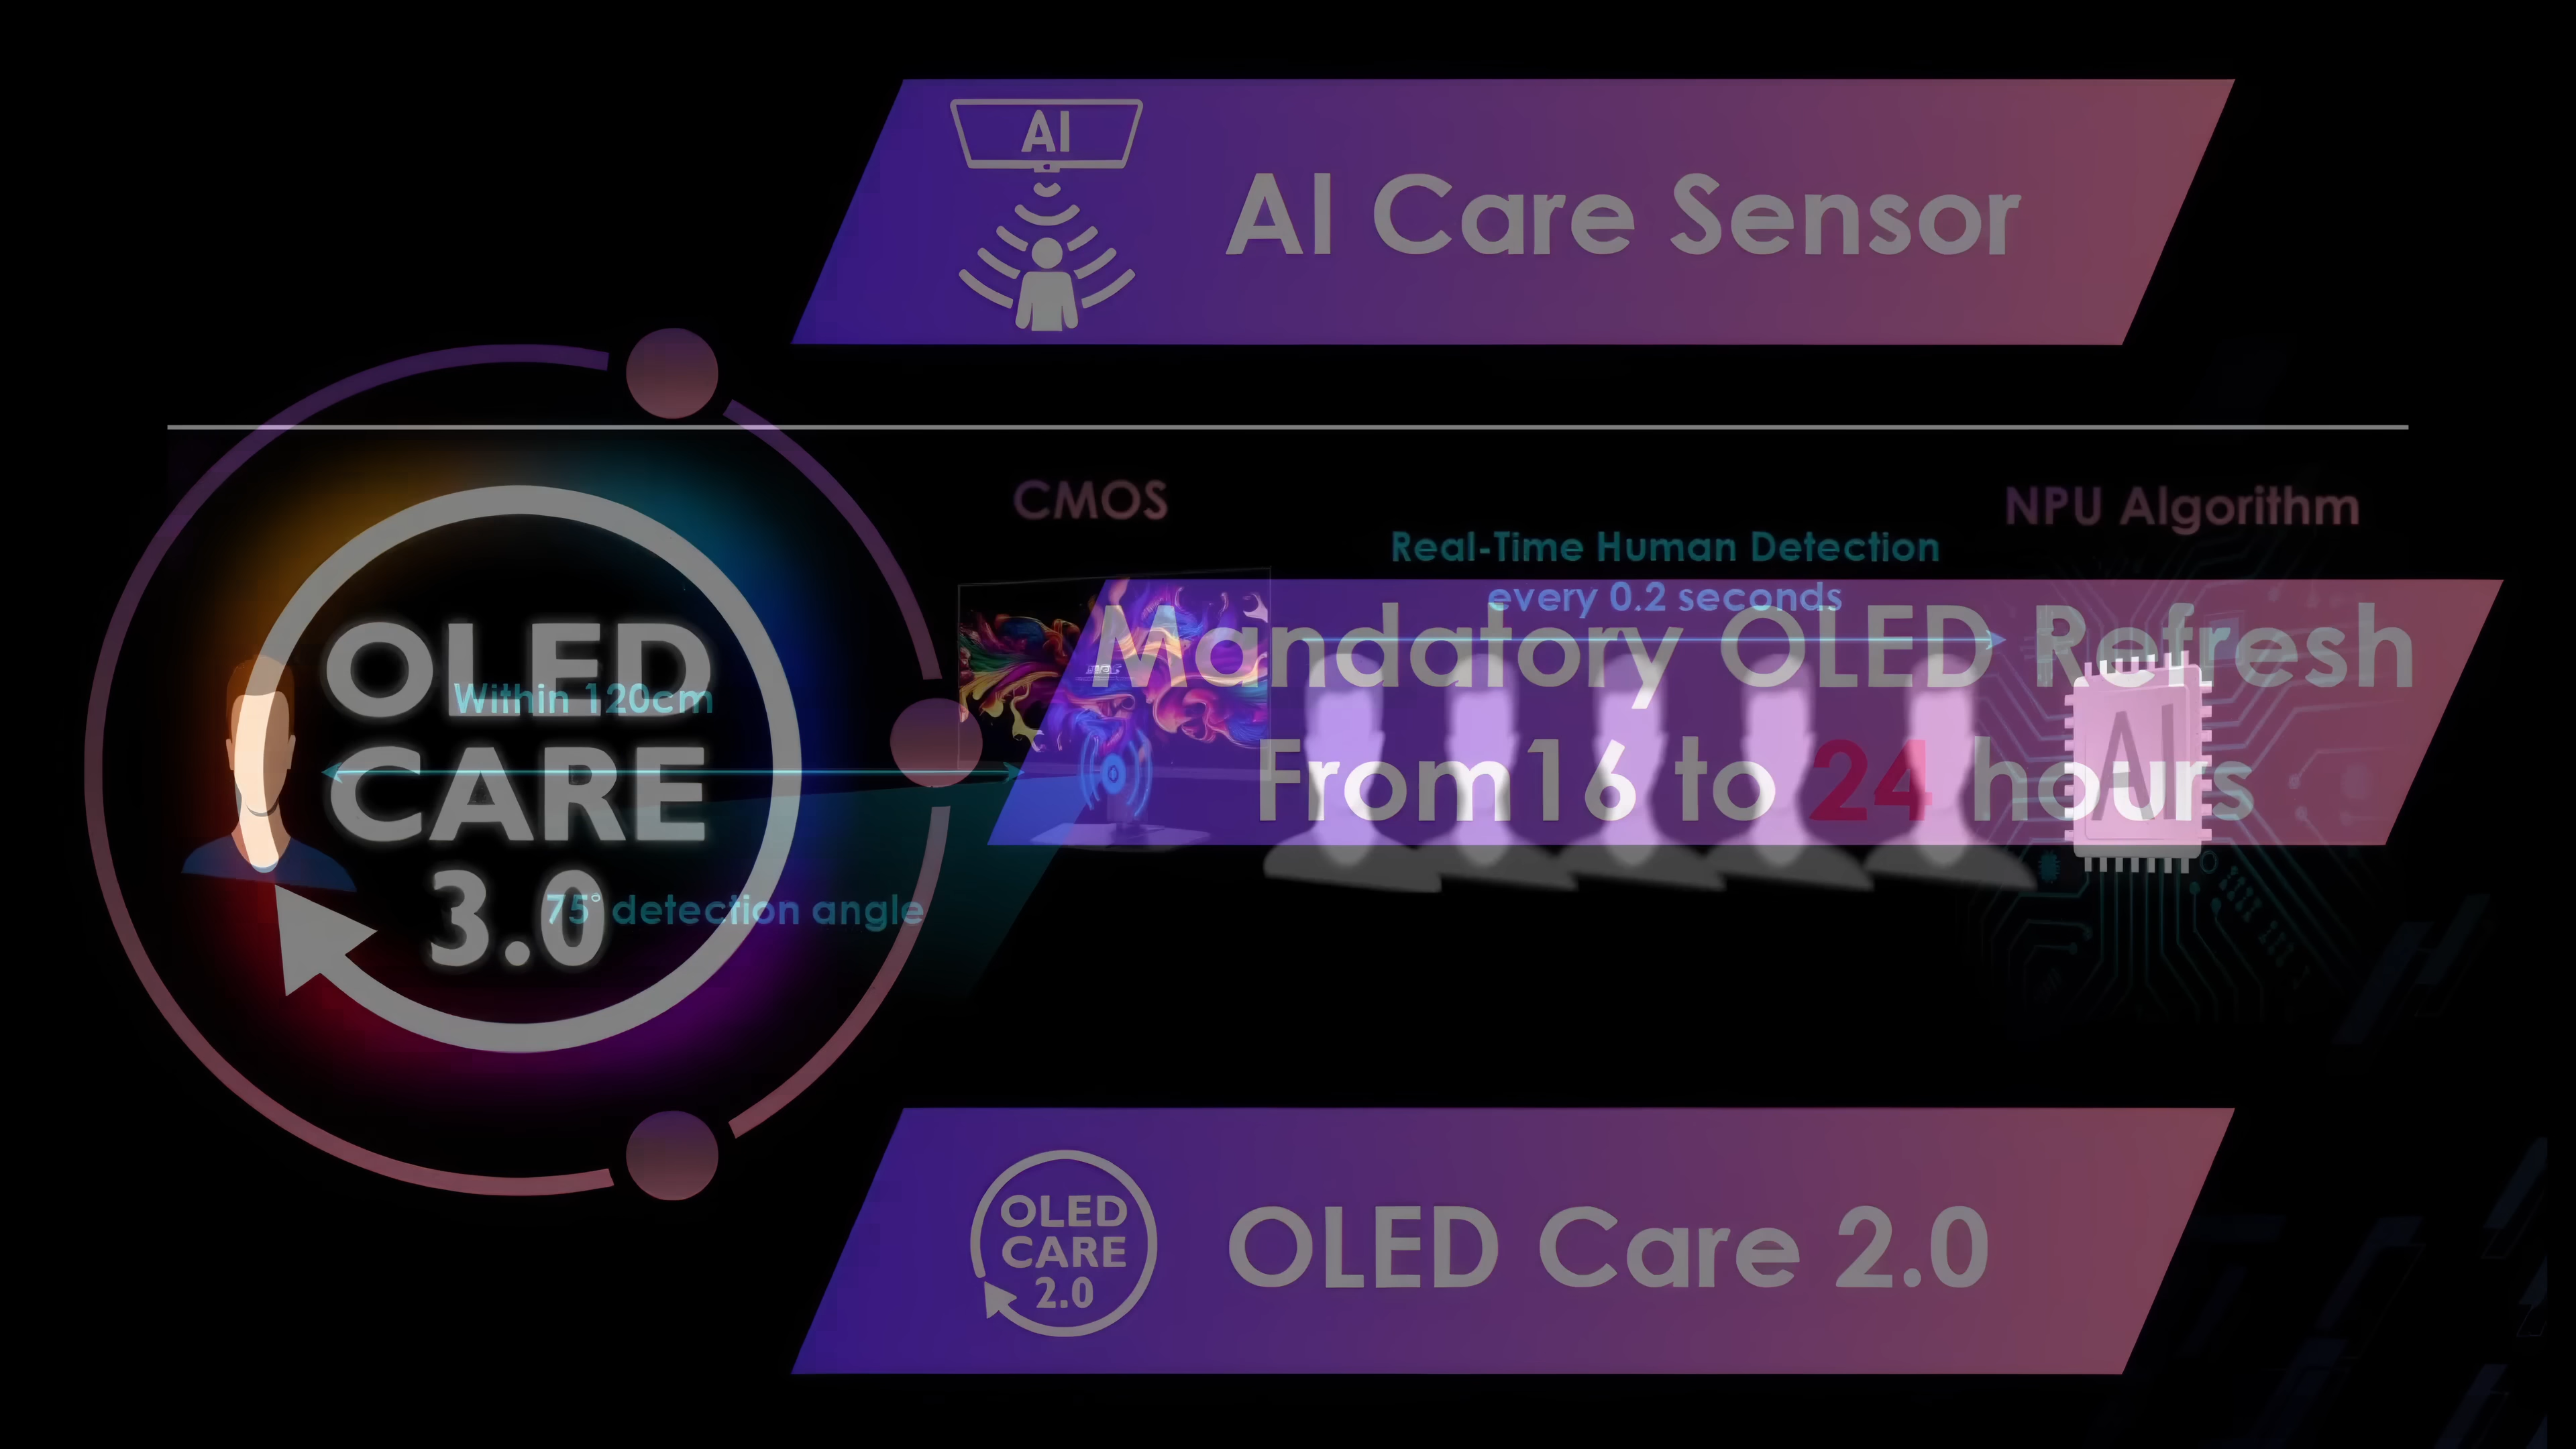 AI
AI Care Sensor
CMOS
NPU Algorithm
Real-Time Human Detection
every 0.2 seconds
Mandatory OLED Refresh
From16 to 24 hours
AI
OLED
CARE
3.0
Within 120cm
75° detection angle
OLED
CARE
2.0
OLED Care 2.0